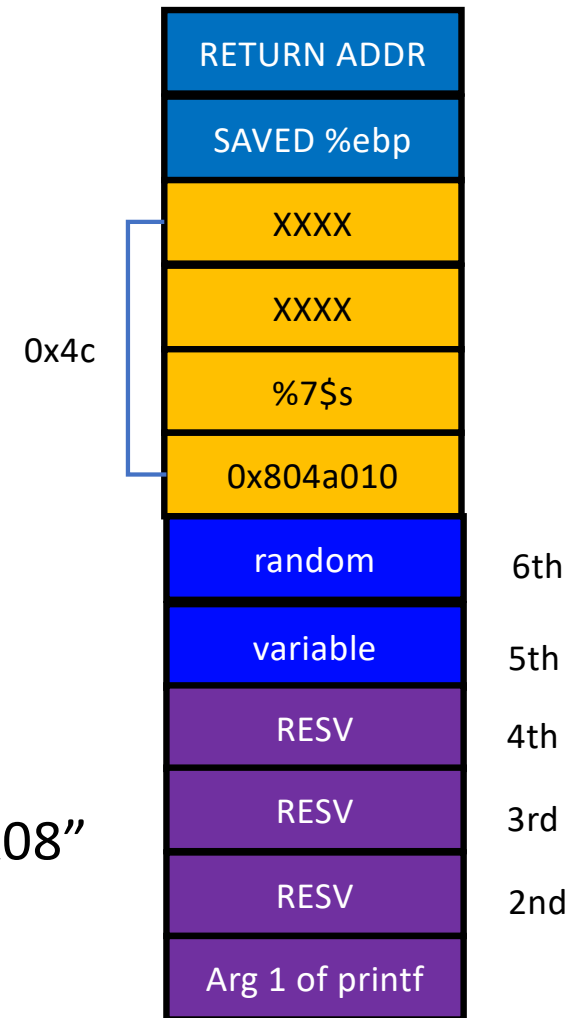 RETURN ADDR
SAVED %ebp
XXXX
XXXX
0x4c
%7$s
0x804a010
random 6th
variable 5th
RESV 4th
RESV 3rd
08”
RESV 2nd
Arg 1 of printf